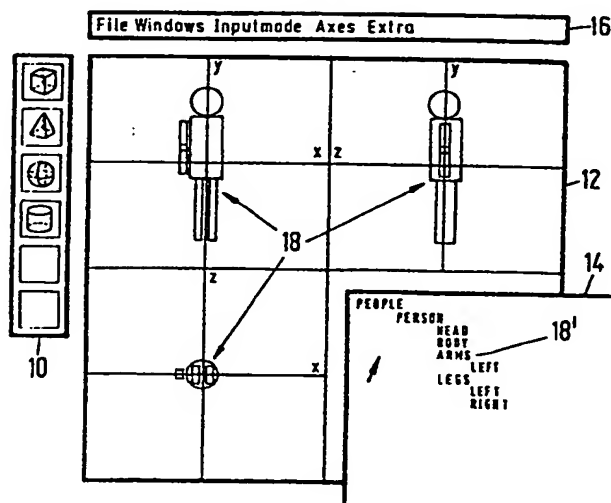 File Windows Inputmode Axes Extra
16
10
y
y
x
z
12
18
z
14
x
PEOPLE
PERSON
HEAD
BODY
ARMS
18'
LEFT
LEGS
LEFT
RIGHT